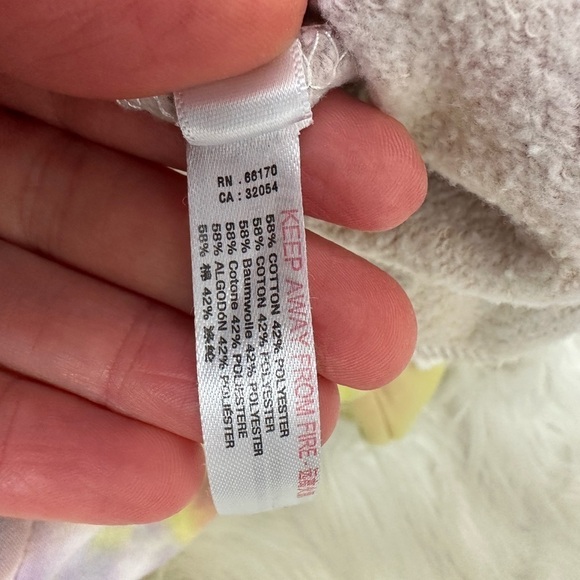 RN . 66170
CA : 32054
KEEP AWAY FROM FIRE
58% COTTON 42% POLYESTER
58% COTON 42% POLYESTER
58% Baumwolle 42% POLYESTER
58% Cotone 42% POLIESTERE
58% ALGODÓN 42% POLIÉSTER
58% 棉 42%